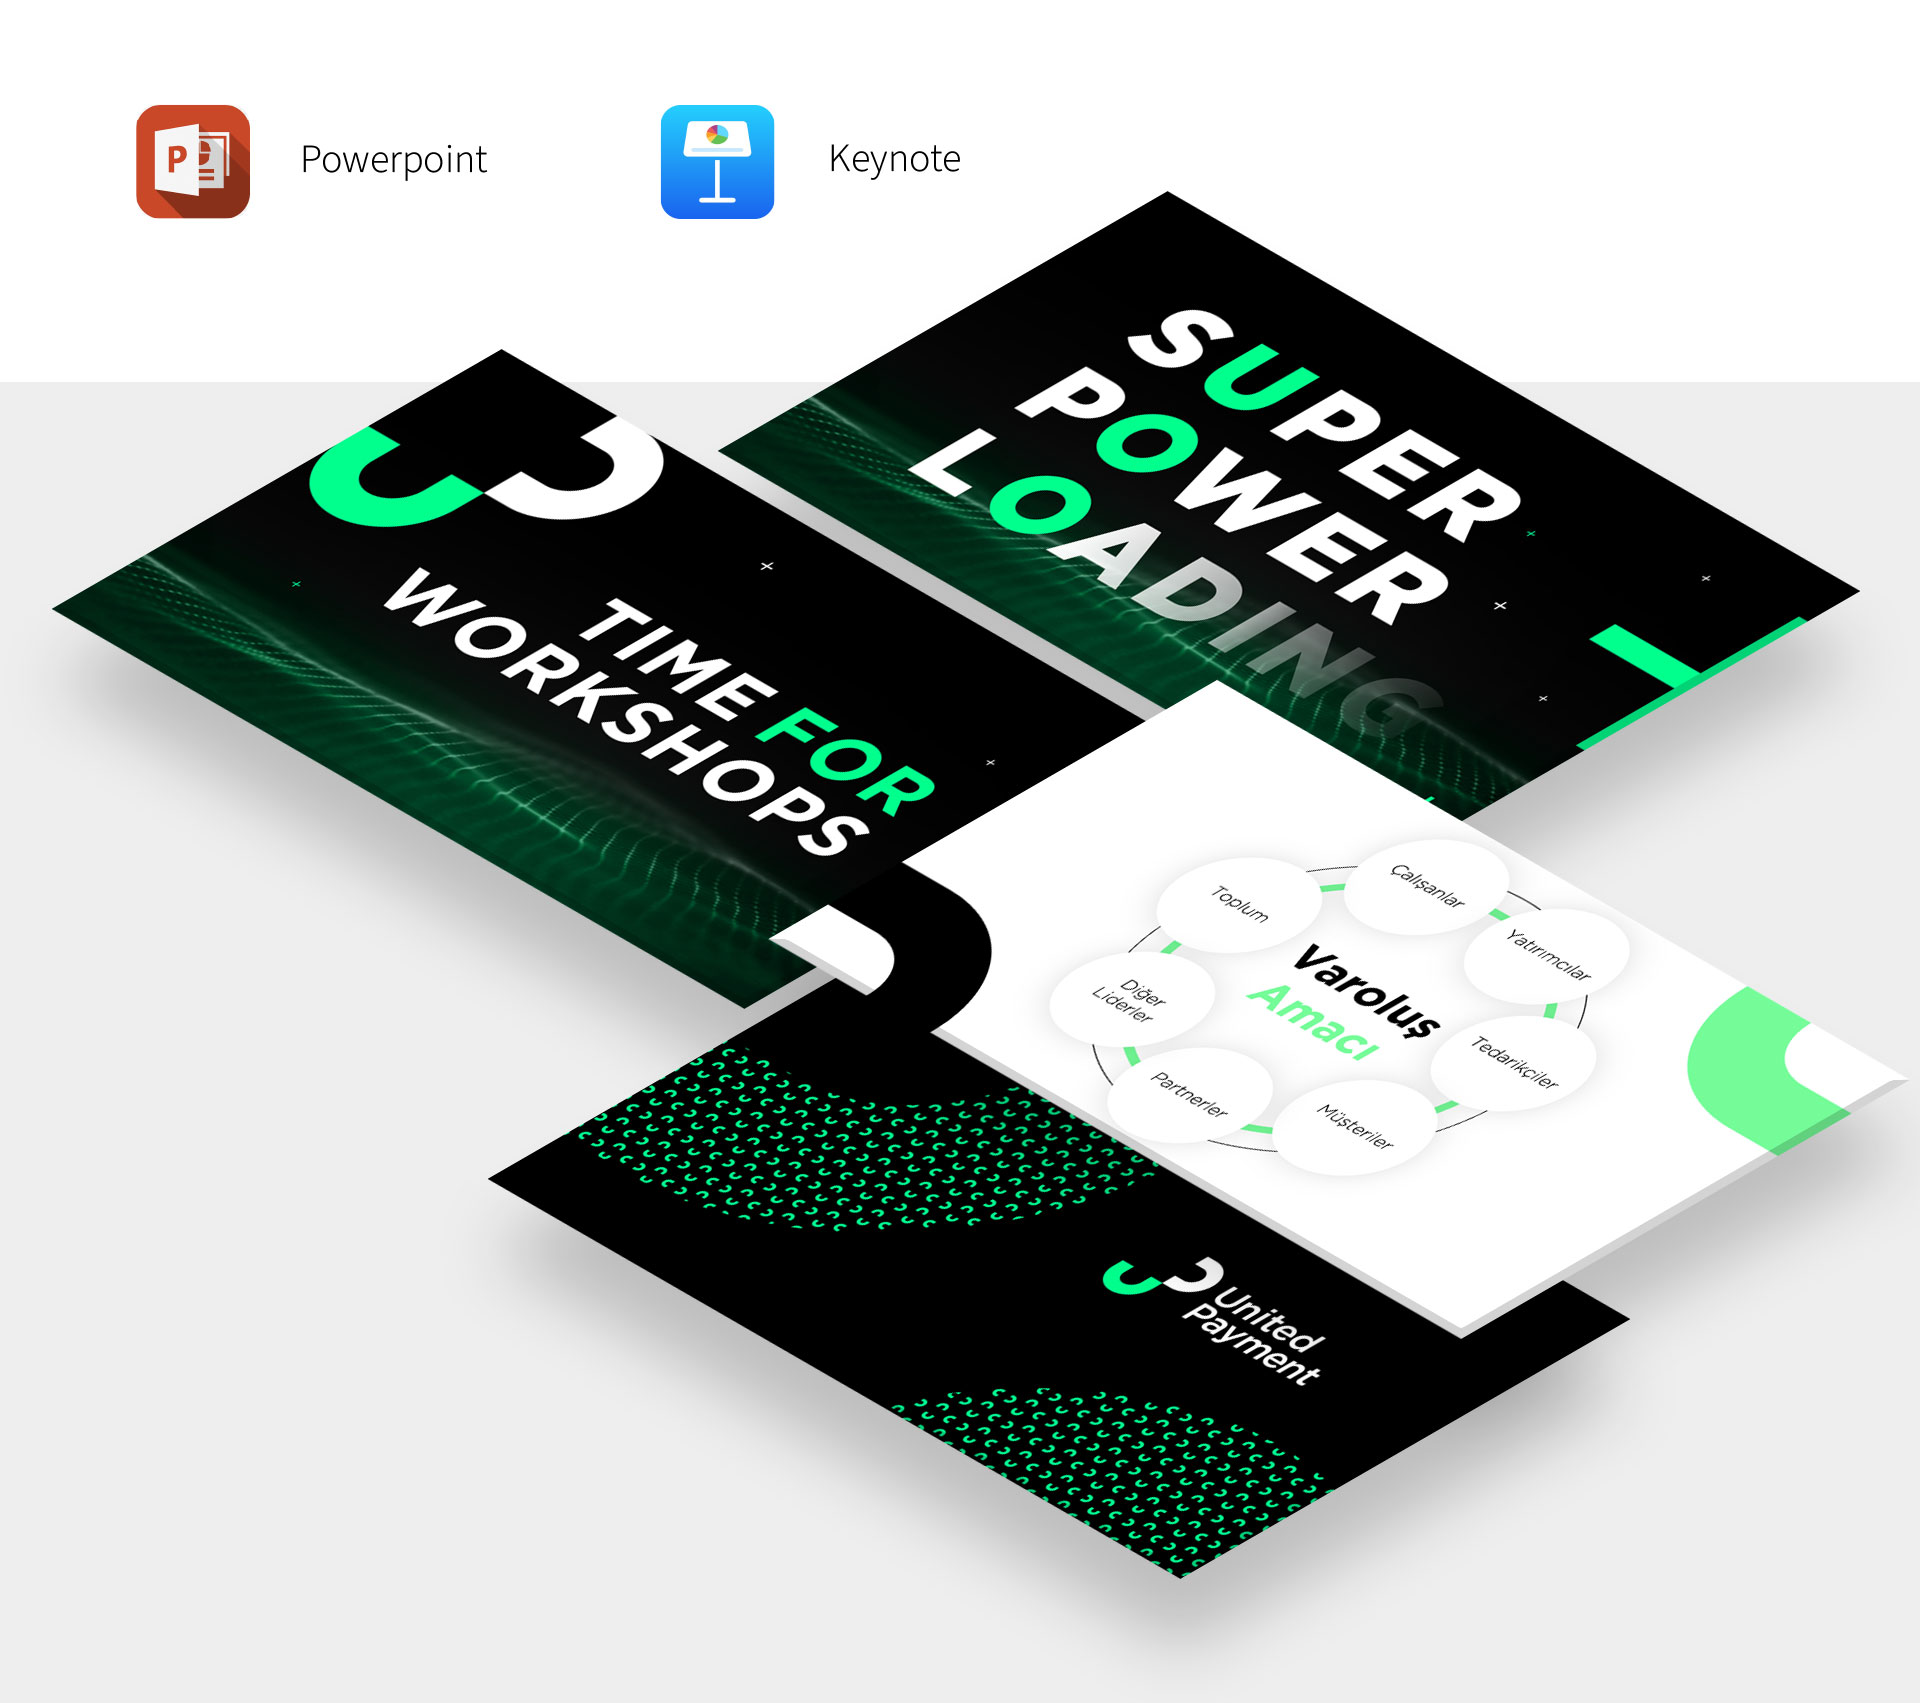 P
Powerpoint
Keynote
SUPER
POWER
LOADING
TIME FOR
WORKSHOPS
Çalışanlar
Toplum
Yatırımcılar
Varoluş
Amacı
Diğer
Liderler
Tedarikçiler
Partnerler
Müşteriler
United
Payment